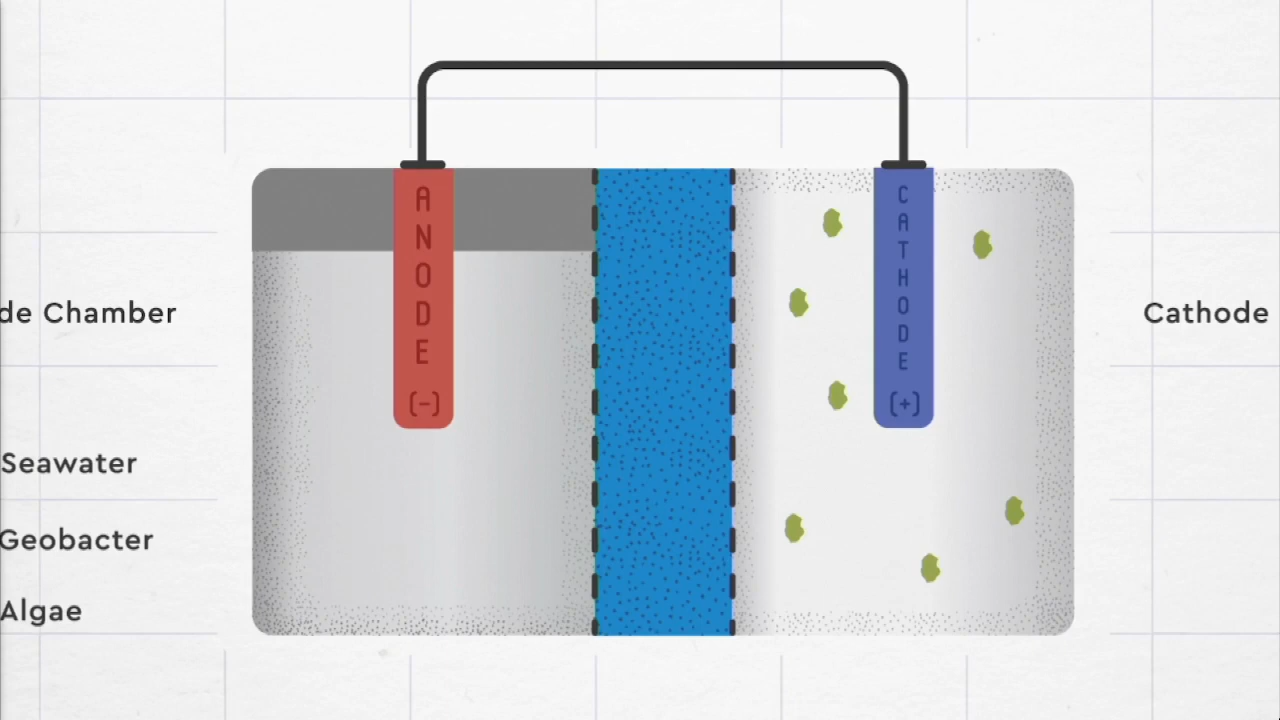 ANODE
(-)
CATHODE
(+)
de Chamber
Cathode
Seawater
Geobacter
Algae